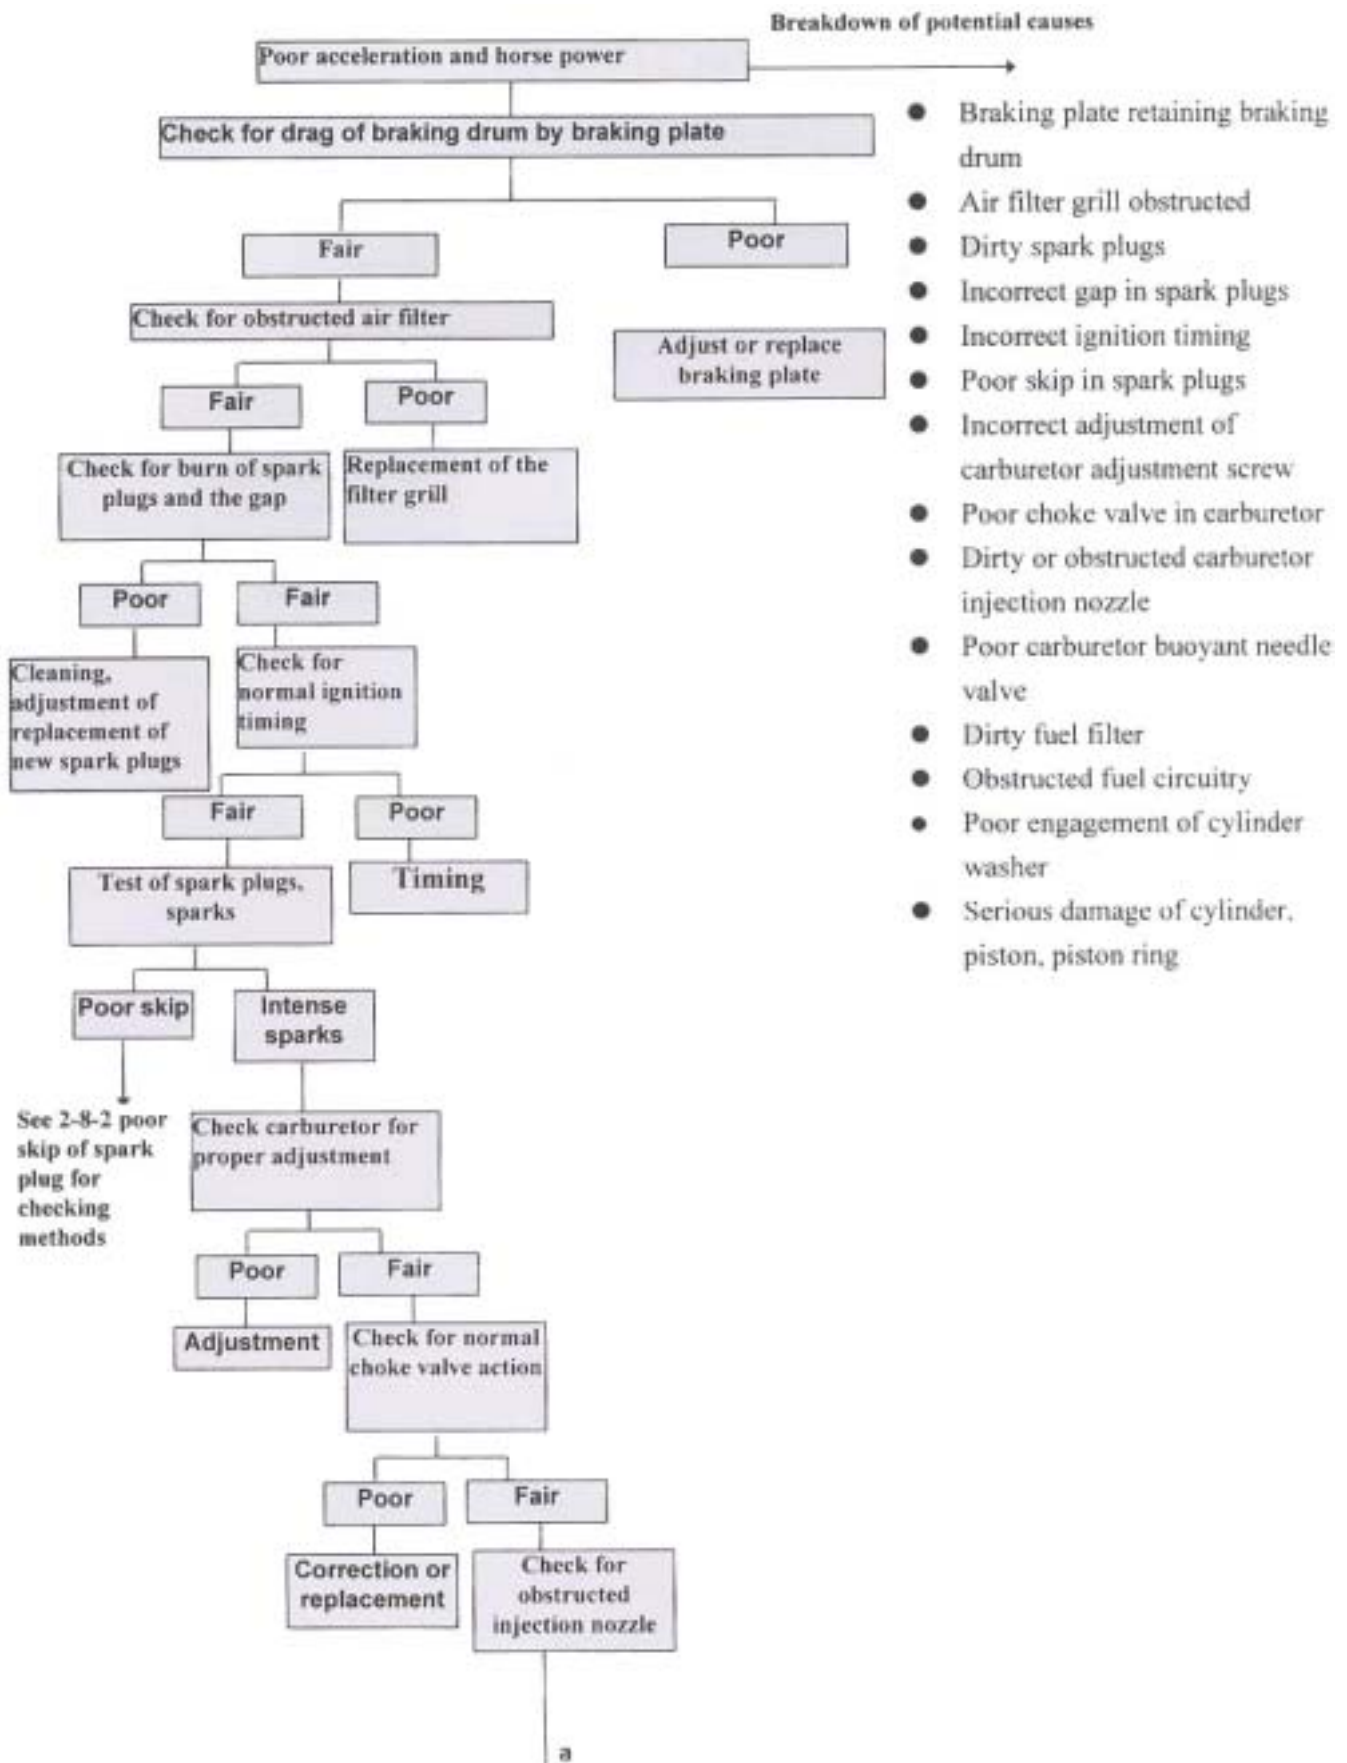 Breakdown of potential causes
Poor acceleration and horse power
Check for drag of braking drum by braking plate
Fair
Poor
Check for obstructed air filter
Adjust or replace
braking plate
Fair
Poor
Check for burn of spark
plugs and the gap
Replacement of the
filter grill
Poor
Fair
Cleaning,
adjustment of
replacement of
new spark plugs
Check for
normal ignition
timing
Fair
Poor
Test of spark plugs,
sparks
Timing
Poor skip
Intense
sparks
See 2-8-2 poor
skip of spark
plug for
checking
methods
Check carburetor for
proper adjustment
Poor
Fair
Adjustment
Check for normal
choke valve action
Poor
Fair
Correction or
replacement
Check for
obstructed
injection nozzle
a
● Braking plate retaining braking
drum
● Air filter grill obstructed
● Dirty spark plugs
● Incorrect gap in spark plugs
● Incorrect ignition timing
● Poor skip in spark plugs
● Incorrect adjustment of
carburetor adjustment screw
● Poor choke valve in carburetor
● Dirty or obstructed carburetor
injection nozzle
● Poor carburetor buoyant needle
valve
● Dirty fuel filter
● Obstructed fuel circuitry
● Poor engagement of cylinder
washer
● Serious damage of cylinder,
piston, piston ring